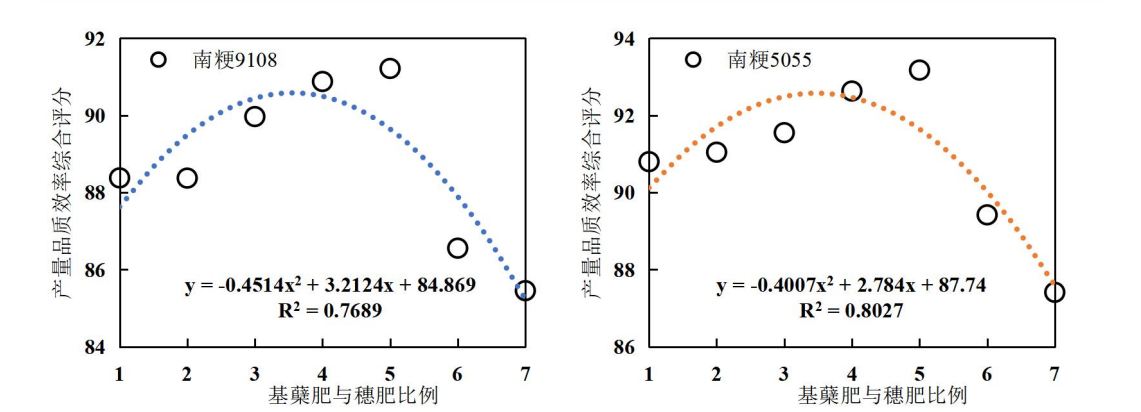 92
90
88
86
84
产量品质效率综合评分
南粳9108
y = -0.4514x² + 3.2124x + 84.869
R² = 0.7689
1 2 3 4 5 6 7
基蘖肥与穗肥比例
94
92
90
88
86
产量品质效率综合评分
南粳5055
y = -0.4007x² + 2.784x + 87.74
R² = 0.8027
1 2 3 4 5 6 7
基蘖肥与穗肥比例